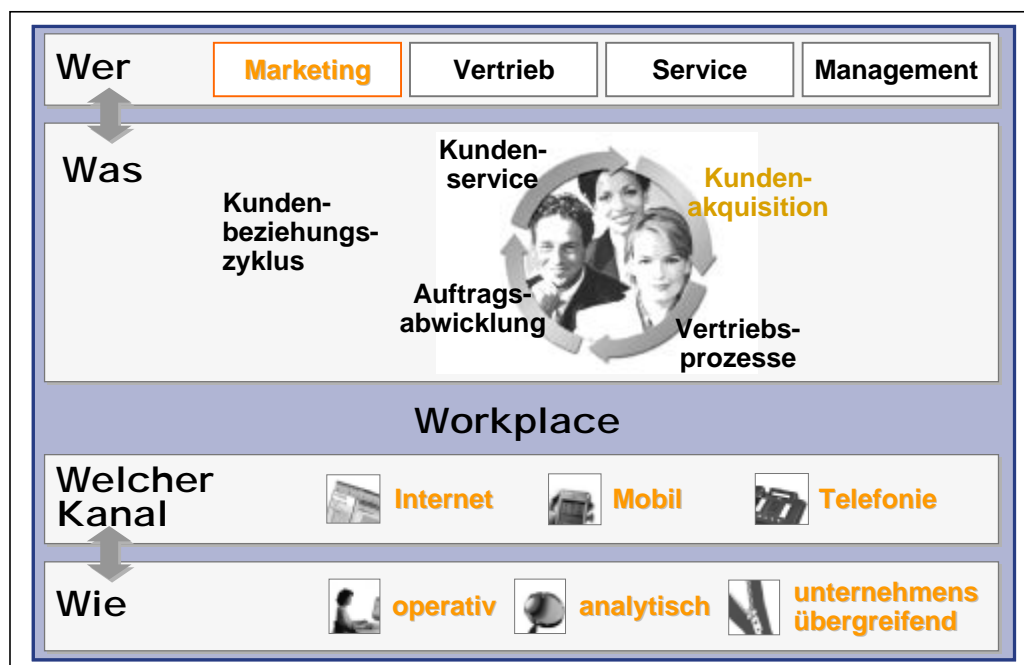 Wer
Marketing
Vertrieb
Service
Management
Was
Kunden-
beziehungs-
zyklus
Kunden-
service
Kunden-
akquisition
Auftrags-
abwicklung
Vertriebs-
prozesse
Workplace
Welcher
Kanal
Internet
Mobil
Telefonie
Wie
operativ
analytisch
unternehmens
übergreifend